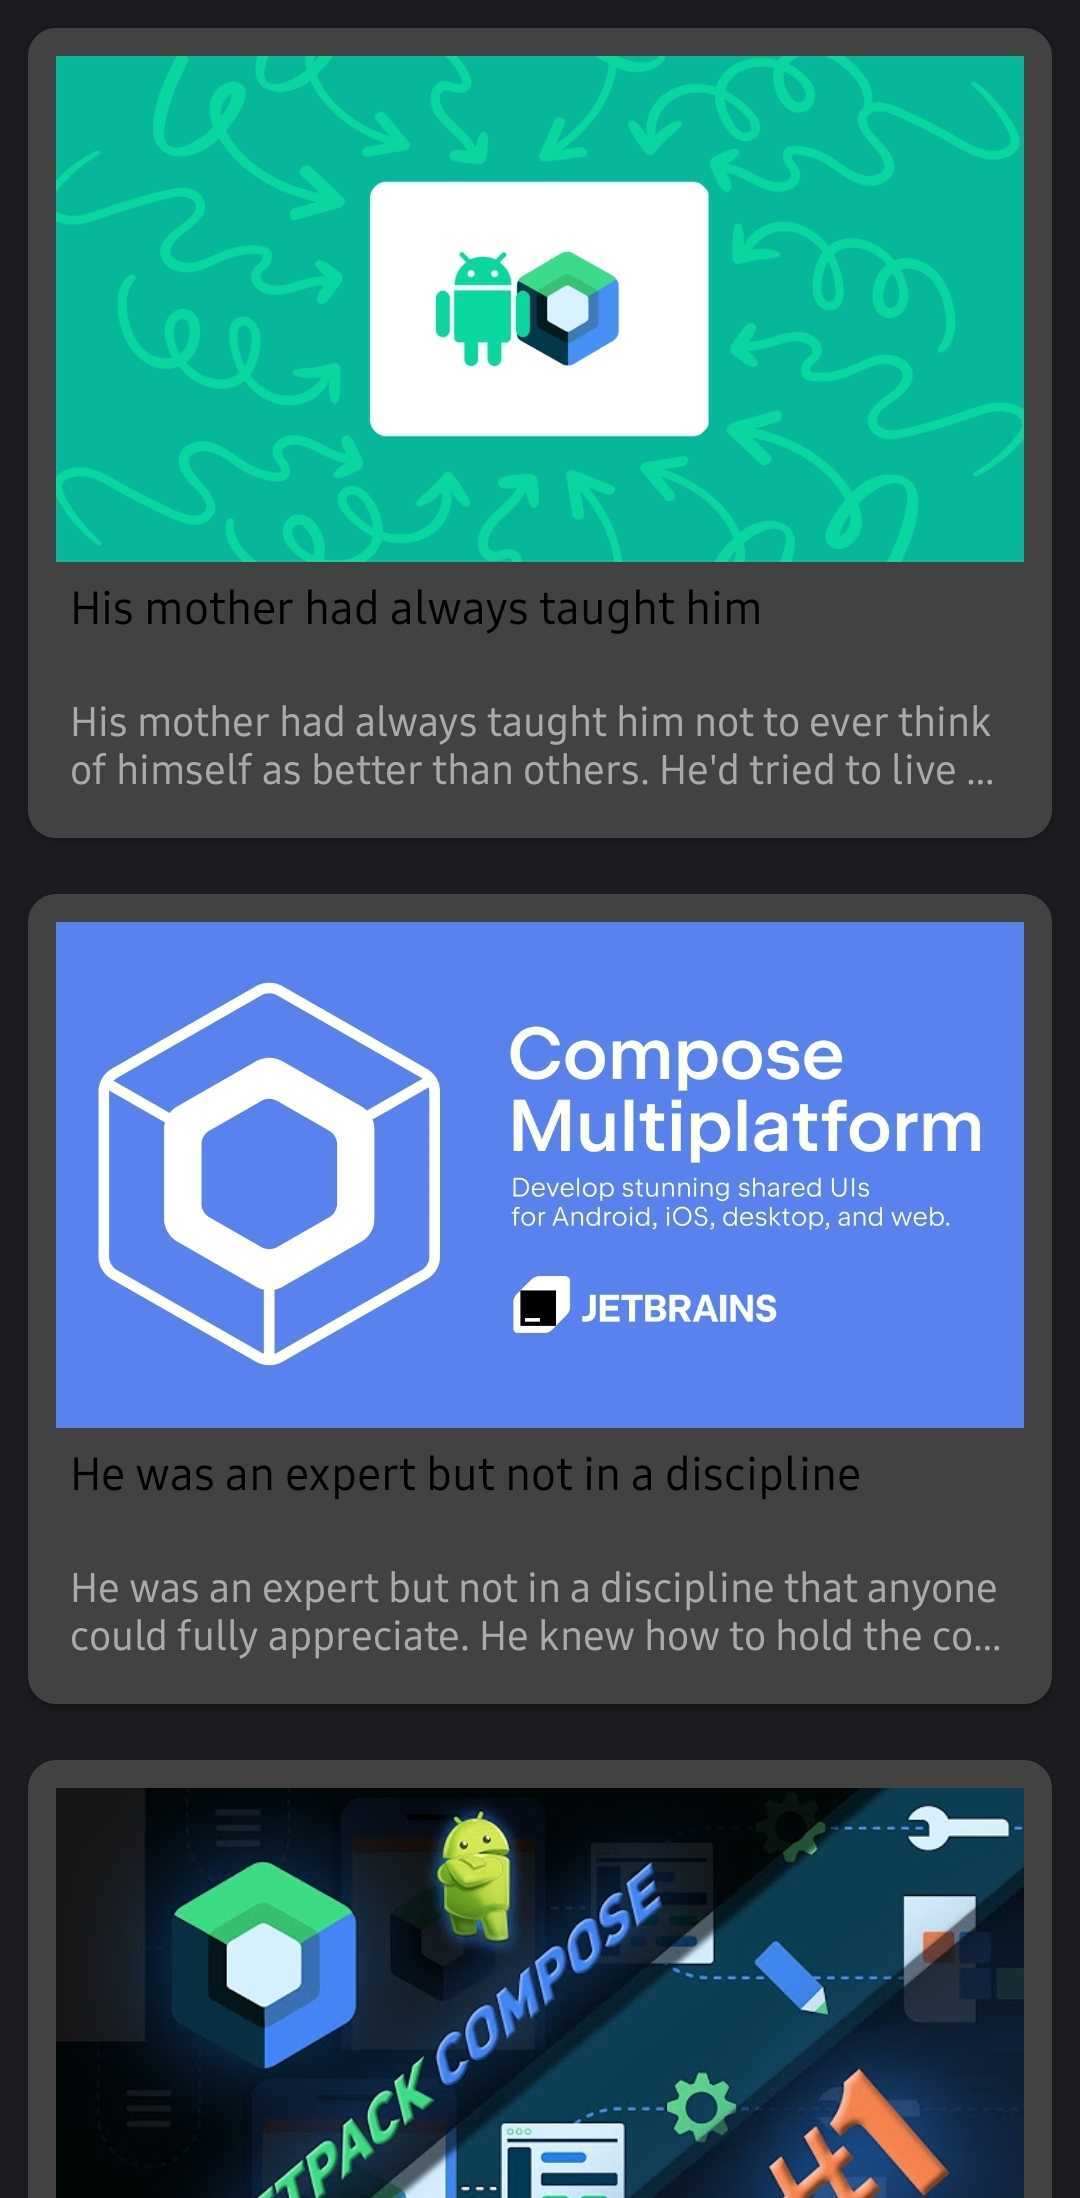 His mother had always taught him
His mother had always taught him not to ever think
of himself as better than others. He'd tried to live ...
Compose
Multiplatform
Develop stunning shared UIs
for Android, iOS, desktop, and web.
JETBRAINS
He was an expert but not in a discipline
He was an expert but not in a discipline that anyone
could fully appreciate. He knew how to hold the co...
TPACK COMPOSE
#1